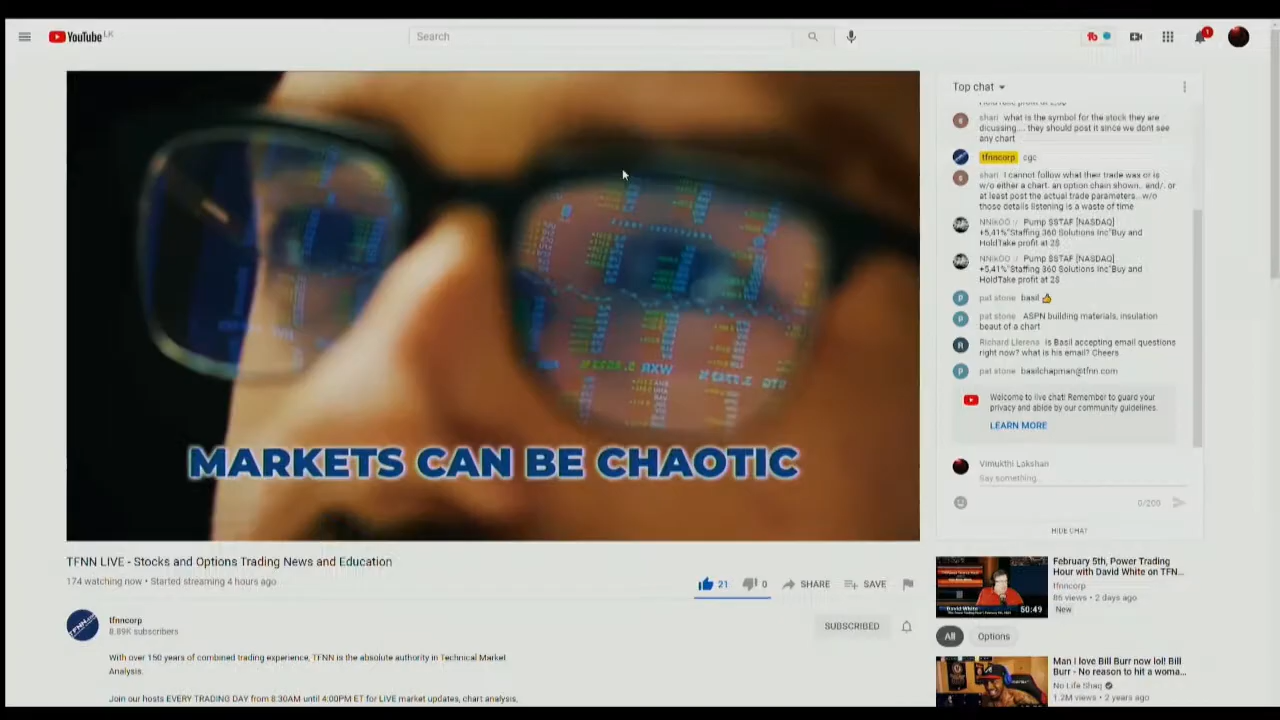 YouTube LK
Search
fb
1
MARKETS CAN BE CHAOTIC
TFNN LIVE - Stocks and Options Trading News and Education
174 watching now • Started streaming 4 hours ago
21
0
SHARE
SAVE
tfnncorp
8.89K subscribers
SUBSCRIBED
With over 150 years of combined trading experience, TFNN is the absolute authority in Technical Market
Analysis.
Join our hosts EVERY TRADING DAY from 8:30AM until 4:00PM ET for LIVE market updates, chart analysis,
Top chat
shari what is the symbol for the stock they are
dicussing.... they should post it since we dont see
any chart
tfnncorp cgc
shari I cannot follow what their trade wax or is
w/o either a chart. an option chain shown.. and/. or
at least post the actual trade parameters.. w/o
those details listening is a waste of time
NNikOO :/ Pump $STAF [NASDAQ]
+5,41%"Staffing 360 Solutions Inc"Buy and
HoldTake profit at 2$
NNikOO :/ Pump $STAF [NASDAQ]
+5,41%"Staffing 360 Solutions Inc"Buy and
HoldTake profit at 2$
pat stone basil 👍
pat stone ASPN building materials, insulation
beaut of a chart
Richard Llerena is Basil accepting email questions
right now? what is his email? Cheers
pat stone basilchapman@tfnn.com
Welcome to live chat! Remember to guard your
privacy and abide by our community guidelines.
LEARN MORE
Vimukthi Lakshan
Say something...
0/200
HIDE CHAT
February 5th, Power Trading
Hour with David White on TFN...
tfnncorp
86 views • 2 days ago
New
David White
50:49
All
Options
Man I love Bill Burr now lol! Bill
Burr - No reason to hit a woma...
No Life Shaq
1.2M views • 2 years ago